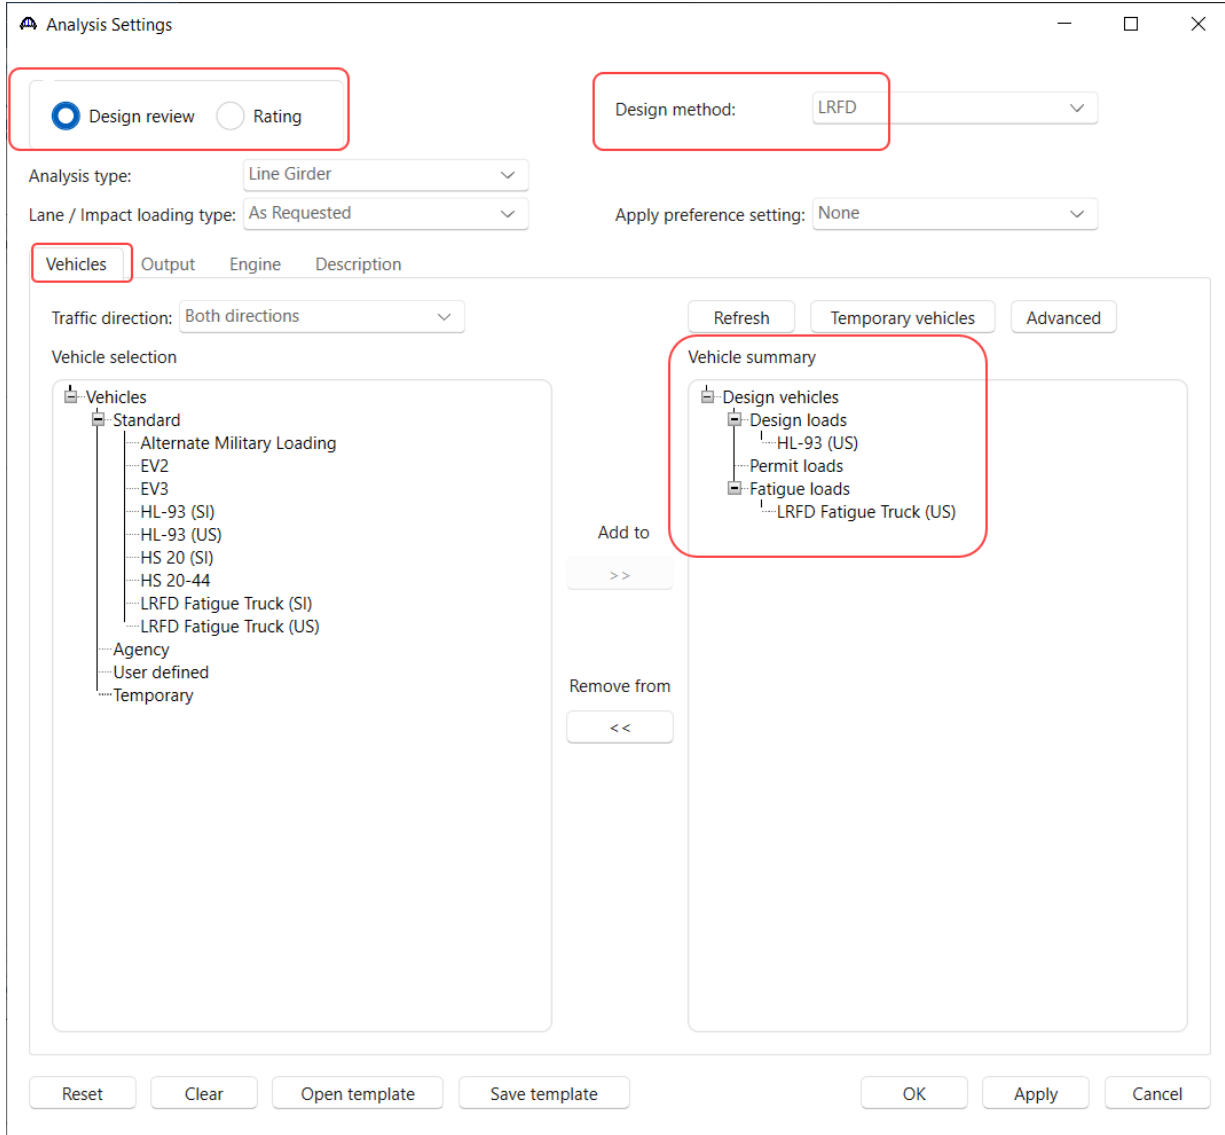 Analysis Settings
Design review
Rating
Design method:
LRFD
Analysis type:
Line Girder
Lane / Impact loading type:
As Requested
Apply preference setting:
None
Vehicles
Output
Engine
Description
Traffic direction:
Both directions
Refresh
Temporary vehicles
Advanced
Vehicle selection
Vehicles
Standard
Alternate Military Loading
EV2
EV3
HL-93 (SI)
HL-93 (US)
HS 20 (SI)
HS 20-44
LRFD Fatigue Truck (SI)
LRFD Fatigue Truck (US)
Agency
User defined
Temporary
Add to
>>
Remove from
<<
Vehicle summary
Design vehicles
Design loads
HL-93 (US)
Permit loads
Fatigue loads
LRFD Fatigue Truck (US)
Reset
Clear
Open template
Save template
OK
Apply
Cancel